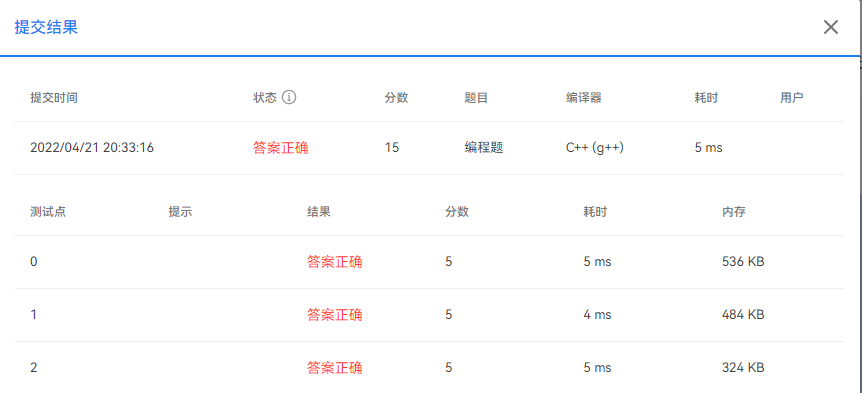 提交结果
提交时间 状态 分数 题目 编译器 耗时 用户
2022/04/21 20:33:16 答案正确 15 编程题 C++ (g++) 5 ms
测试点 提示 结果 分数 耗时 内存
0 答案正确 5 5 ms 536 KB
1 答案正确 5 4 ms 484 KB
2 答案正确 5 5 ms 324 KB